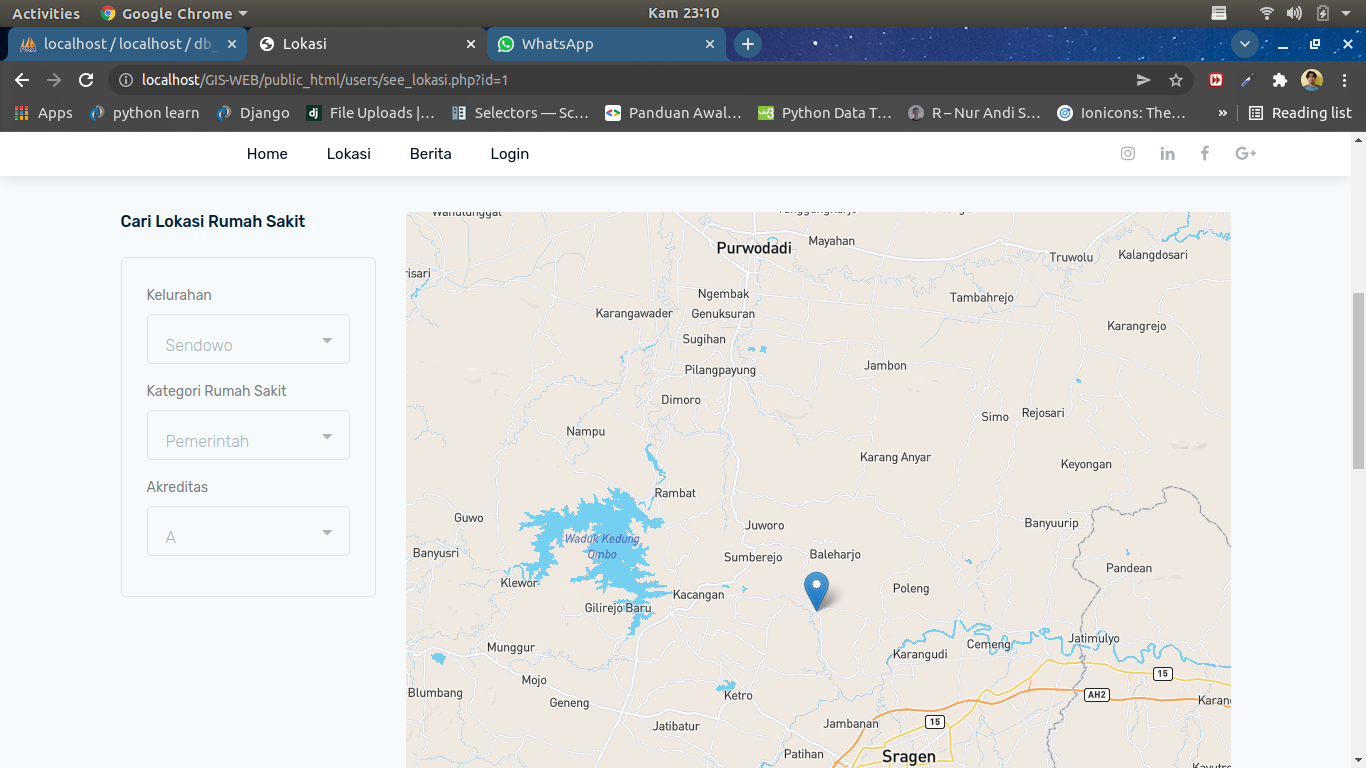 Activities
Google Chrome
Kam 23:10
localhost / localhost / db_
Lokasi
WhatsApp
localhost/GIS-WEB/public_html/users/see_lokasi.php?id=1
Apps
python learn
Django
File Uploads |…
Selectors — Sc…
Panduan Awal…
Python Data T…
R – Nur Andi S…
Ionicons: The…
»
Reading list
Home
Lokasi
Berita
Login
Cari Lokasi Rumah Sakit
Kelurahan
Sendowo
Kategori Rumah Sakit
Pemerintah
Akreditas
A
Purwodadi
Mayahan
Truwolu
Kalangdosari
risari
Ngembak
Tambahrejo
Karangawader
Genuksuran
Karangrejo
Sugihan
Jambon
Pilangpayung
Dimoro
Simo
Rejosari
Nampu
Karang Anyar
Keyongan
Rambat
Guwo
Juworo
Banyuurip
Waduk Kedung
Ombo
Banyusri
Sumberejo
Baleharjo
Pandean
Klewor
Kacangan
Poleng
Gilirejo Baru
Munggur
Karangudi
Cemeng
Jatimulyo
15
Mojo
Blumbang
Geneng
Ketro
AH2
Karang
Jatibatur
Jambanan
15
Patihan
Sragen